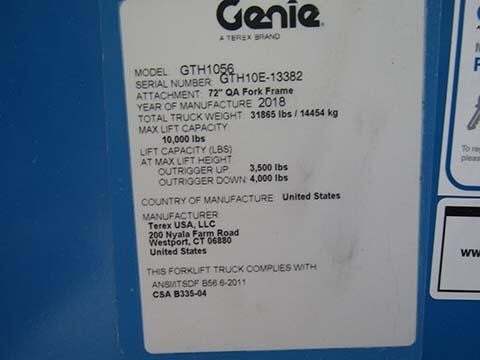 Genie
A TEREX BRAND
MODEL: GTH1056
SERIAL NUMBER: GTH10E-13382
ATTACHMENT: 72" QA Fork Frame
YEAR OF MANUFACTURE: 2018
TOTAL TRUCK WEIGHT: 31865 lbs / 14454 kg
MAX LIFT CAPACITY
10,000 lbs
LIFT CAPACITY (LBS)
AT MAX LIFT HEIGHT
OUTRIGGER UP: 3,500 lbs
OUTRIGGER DOWN: 4,000 lbs
COUNTRY OF MANUFACTURE: United States
MANUFACTURER:
Terex USA, LLC
200 Nyala Farm Road
Westport, CT 06880
United States
THIS FORKLIFT TRUCK COMPLIES WITH:
ANSI/ITSDF B56.6-2011
CSA B335-04
To re
please
ww